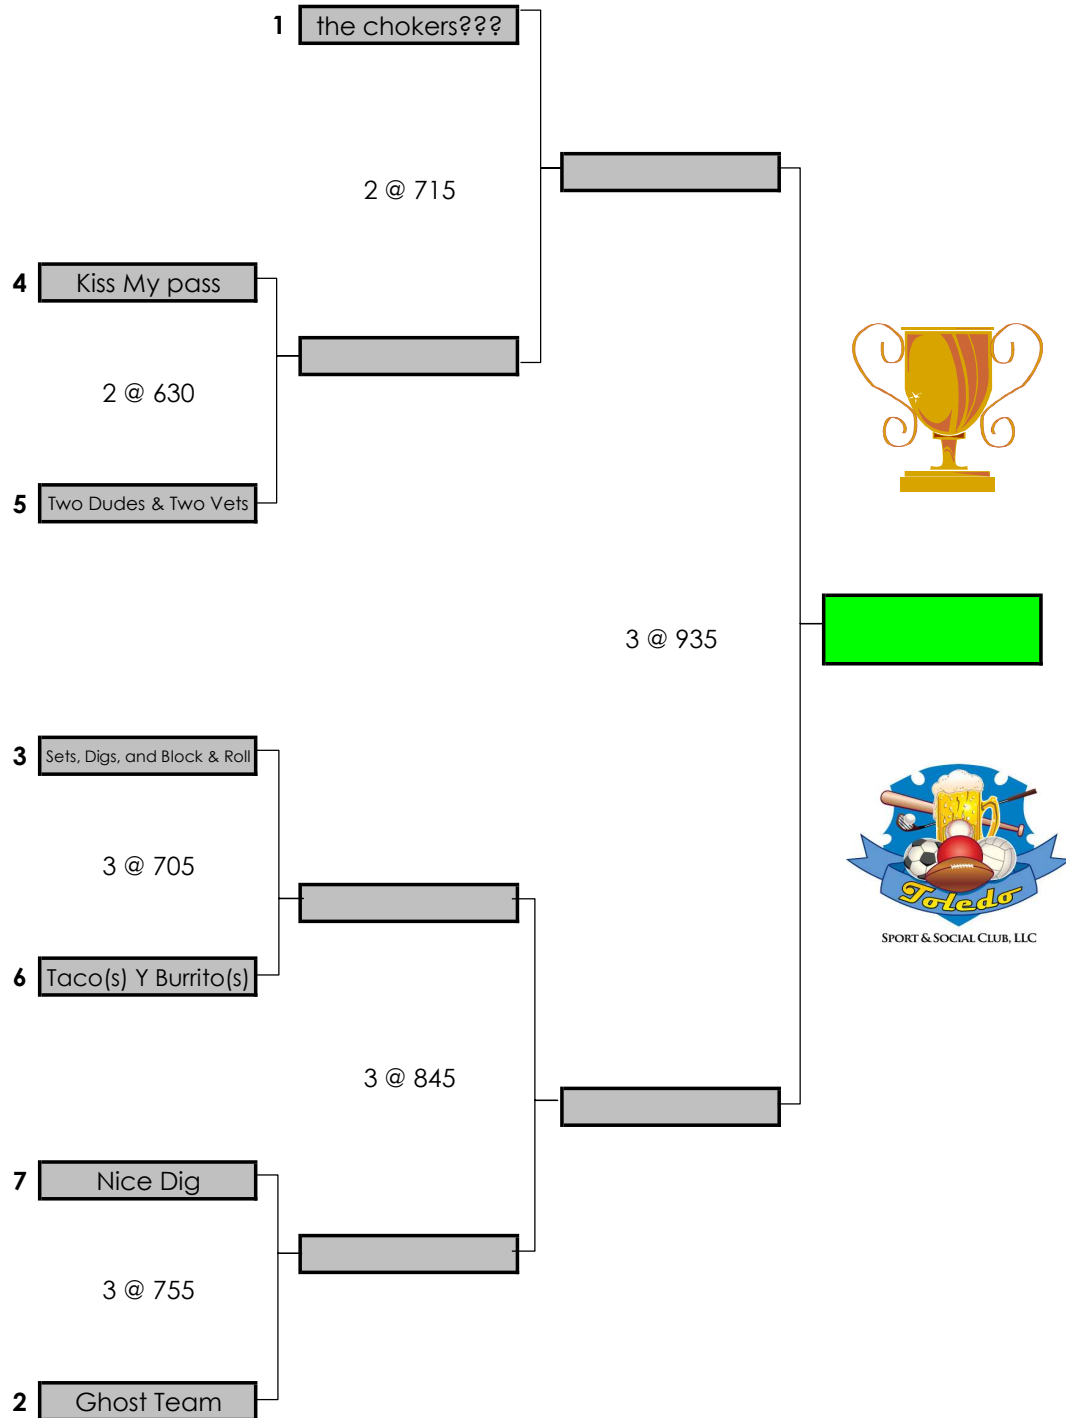 1 the chokers???
2 @ 715
4 Kiss My pass
2 @ 630
5 Two Dudes & Two Vets
3 @ 935
3 Sets, Digs, and Block & Roll
3 @ 705
Toledo
SPORT & SOCIAL CLUB, LLC
6 Taco(s) Y Burrito(s)
3 @ 845
7 Nice Dig
3 @ 755
2 Ghost Team